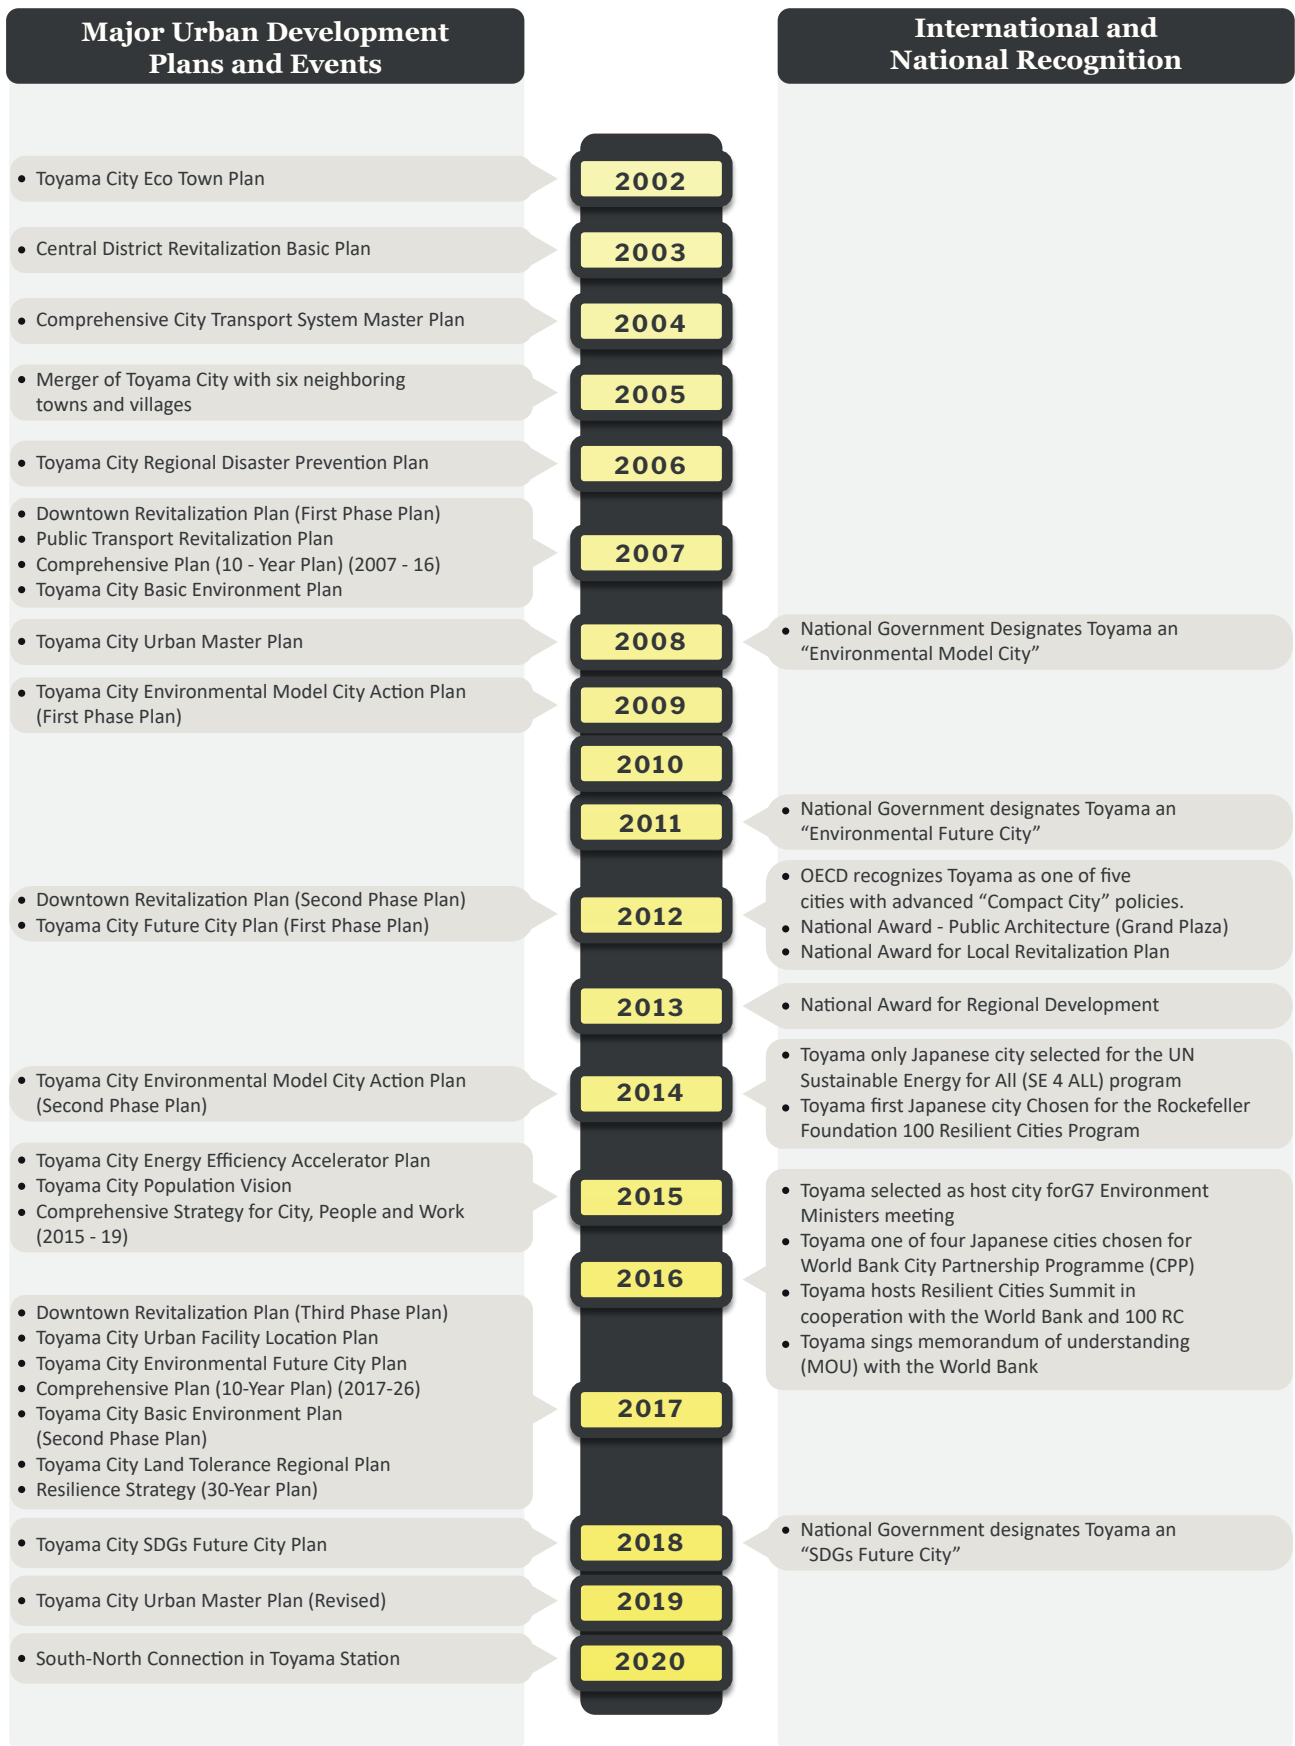 Major Urban Development
Plans and Events
International and
National Recognition
• Toyama City Eco Town Plan
2002
• Central District Revitalization Basic Plan
2003
• Comprehensive City Transport System Master Plan
2004
• Merger of Toyama City with six neighboring
towns and villages
2005
• Toyama City Regional Disaster Prevention Plan
2006
• Downtown Revitalization Plan (First Phase Plan)
• Public Transport Revitalization Plan
• Comprehensive Plan (10 - Year Plan) (2007 - 16)
• Toyama City Basic Environment Plan
2007
• Toyama City Urban Master Plan
2008
• National Government Designates Toyama an
“Environmental Model City”
• Toyama City Environmental Model City Action Plan
(First Phase Plan)
2009
2010
2011
• National Government designates Toyama an
“Environmental Future City”
• Downtown Revitalization Plan (Second Phase Plan)
• Toyama City Future City Plan (First Phase Plan)
2012
• OECD recognizes Toyama as one of five
cities with advanced “Compact City” policies.
• National Award - Public Architecture (Grand Plaza)
• National Award for Local Revitalization Plan
2013
• National Award for Regional Development
• Toyama City Environmental Model City Action Plan
(Second Phase Plan)
2014
• Toyama only Japanese city selected for the UN
Sustainable Energy for All (SE 4 ALL) program
• Toyama first Japanese city Chosen for the Rockefeller
Foundation 100 Resilient Cities Program
• Toyama City Energy Efficiency Accelerator Plan
• Toyama City Population Vision
• Comprehensive Strategy for City, People and Work
(2015 - 19)
2015
2016
• Toyama selected as host city forG7 Environment
Ministers meeting
• Toyama one of four Japanese cities chosen for
World Bank City Partnership Programme (CPP)
• Toyama hosts Resilient Cities Summit in
cooperation with the World Bank and 100 RC
• Toyama sings memorandum of understanding
(MOU) with the World Bank
• Downtown Revitalization Plan (Third Phase Plan)
• Toyama City Urban Facility Location Plan
• Toyama City Environmental Future City Plan
• Comprehensive Plan (10-Year Plan) (2017-26)
• Toyama City Basic Environment Plan
(Second Phase Plan)
• Toyama City Land Tolerance Regional Plan
• Resilience Strategy (30-Year Plan)
2017
• Toyama City SDGs Future City Plan
2018
• National Government designates Toyama an
“SDGs Future City”
• Toyama City Urban Master Plan (Revised)
2019
• South-North Connection in Toyama Station
2020